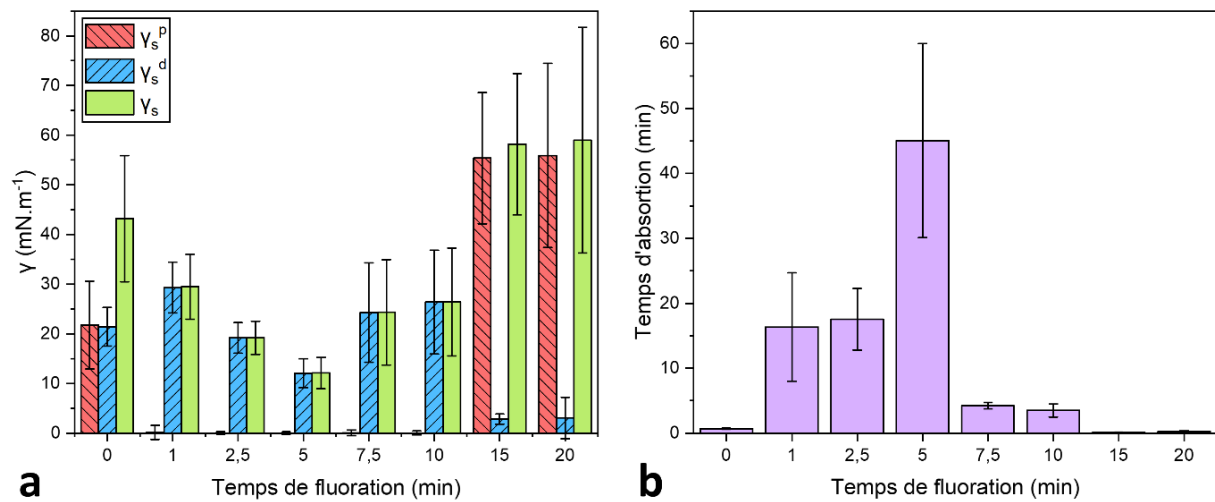 80
70
60
50
40
30
20
10
0
γ (mN.m⁻¹)
γₛᵖ
γₛᵈ
γₛ
0 1 2,5 5 7,5 10 15 20
Temps de fluoration (min)
a
60
50
40
30
20
10
0
Temps d'absortion (min)
0 1 2,5 5 7,5 10 15 20
Temps de fluoration (min)
b